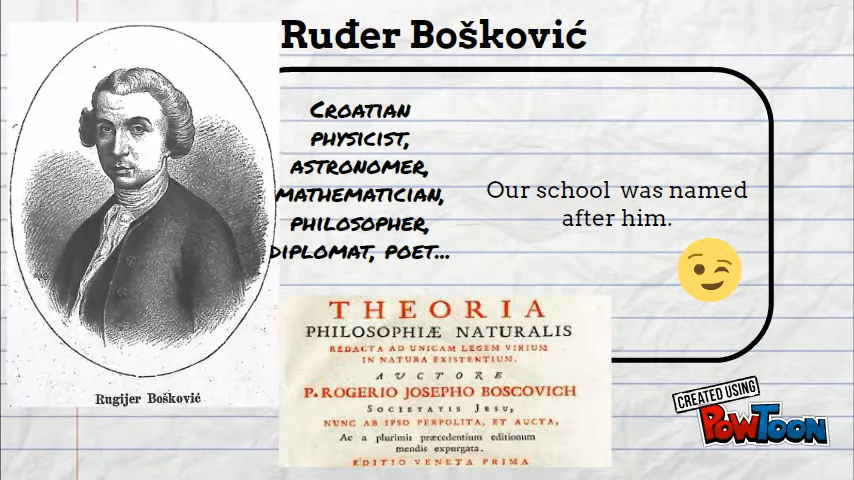 Ruđer Bošković
CROATIAN
PHYSICIST,
ASTRONOMER,
MATHEMATICIAN,
PHILOSOPHER,
DIPLOMAT, POET...
Our school was named
after him.
Rugijer Bošković
THEORIA
PHILOSOPHIÆ NATURALIS
REDACTA AD UNICAM LEGEM VIRIUM
IN NATURA EXISTENTIUM,
AUCTORE
P. ROGERIO JOSEPHO BOSCOVICH
SOCIETATIS JESU,
NUNC AB IPSO PERPOLITA, ET AUCTA,
Ac a plurimis præcedentium editionum
mendis expurgata.
EDITIO VENETA PRIMA
CREATED USING
POWTOON